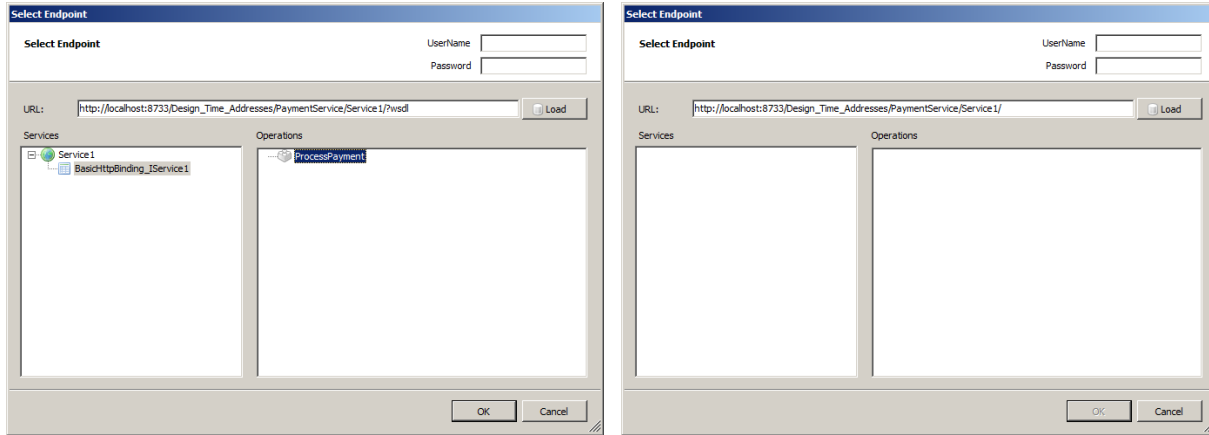 Select Endpoint
Select Endpoint
UserName
Password
URL: http://localhost:8733/Design_Time_Addresses/PaymentService/Service1/?wsdl Load
Services Operations
Service1 ProcessPayment
BasicHttpBinding_IService1
OK Cancel
Select Endpoint
Select Endpoint
UserName
Password
URL: http://localhost:8733/Design_Time_Addresses/PaymentService/Service1/ Load
Services Operations
OK Cancel